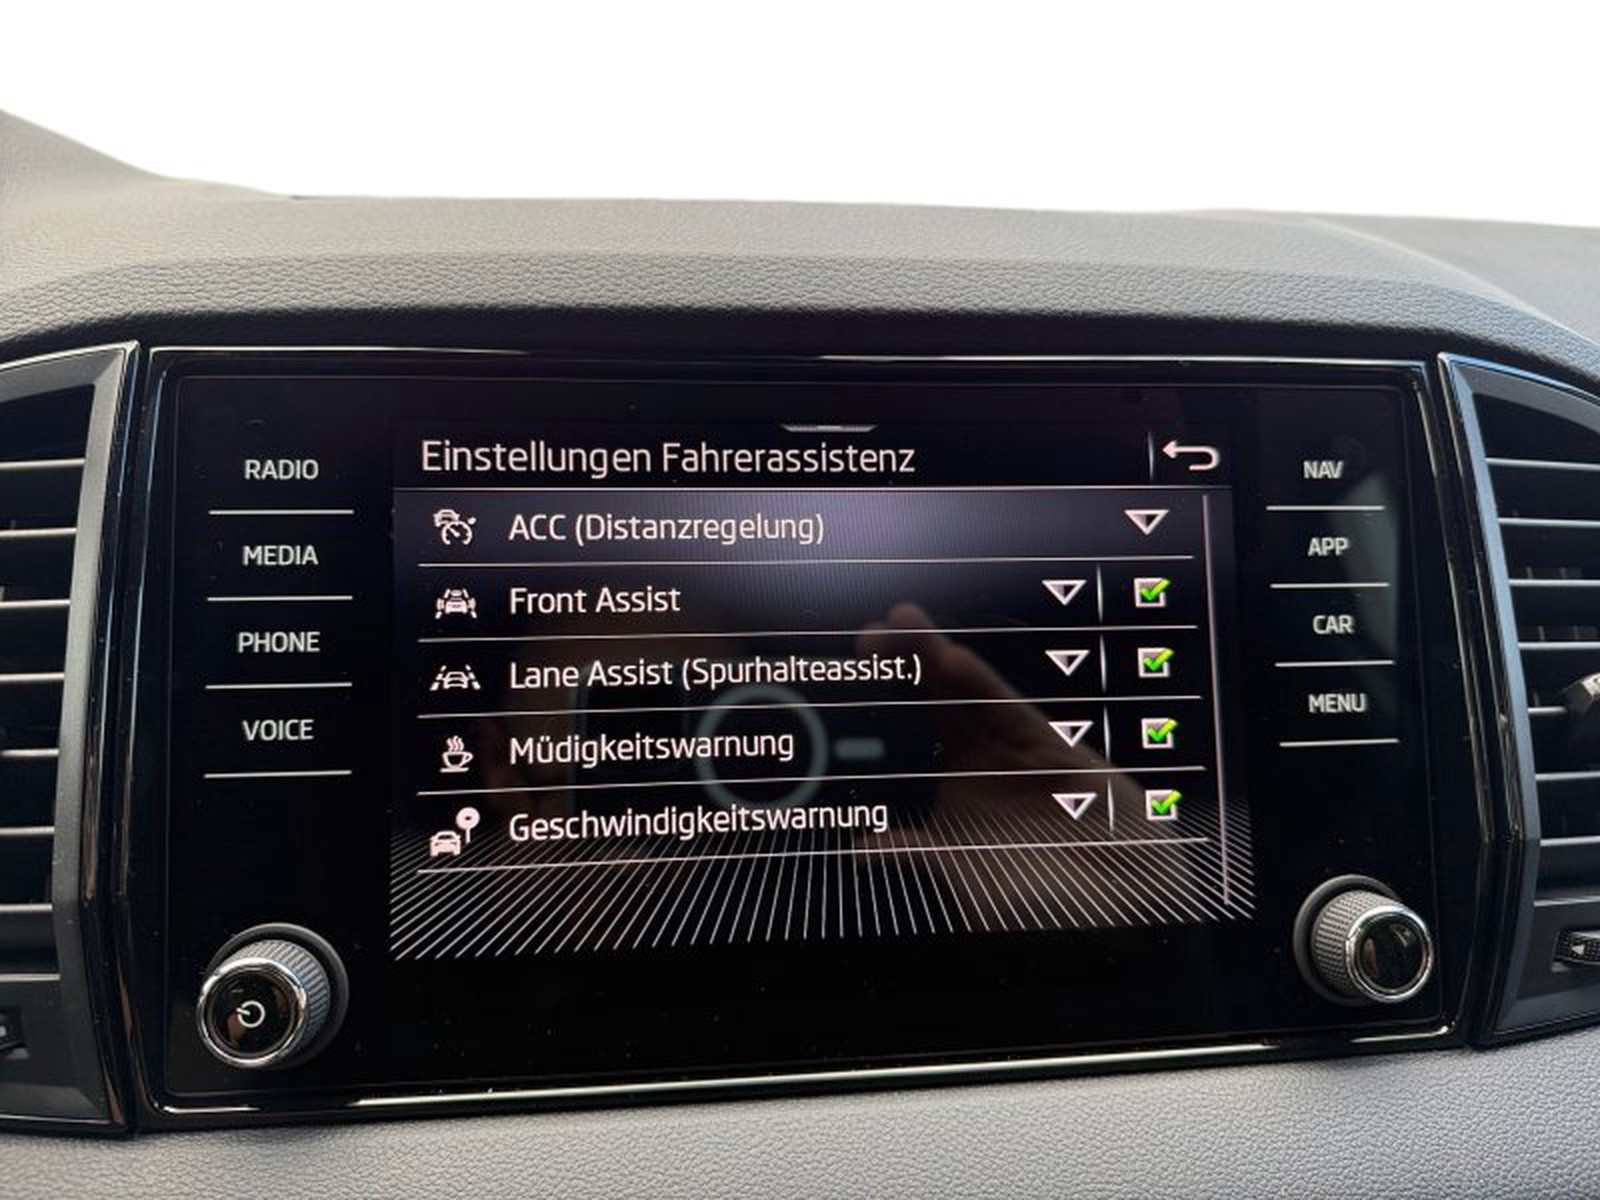 Einstellungen Fahrerassistenz
RADIO
MEDIA
PHONE
VOICE
ACC (Distanzregelung)
Front Assist
Lane Assist (Spurhalteassist.)
Müdigkeitswarnung
Geschwindigkeitswarnung
NAV
APP
CAR
MENU